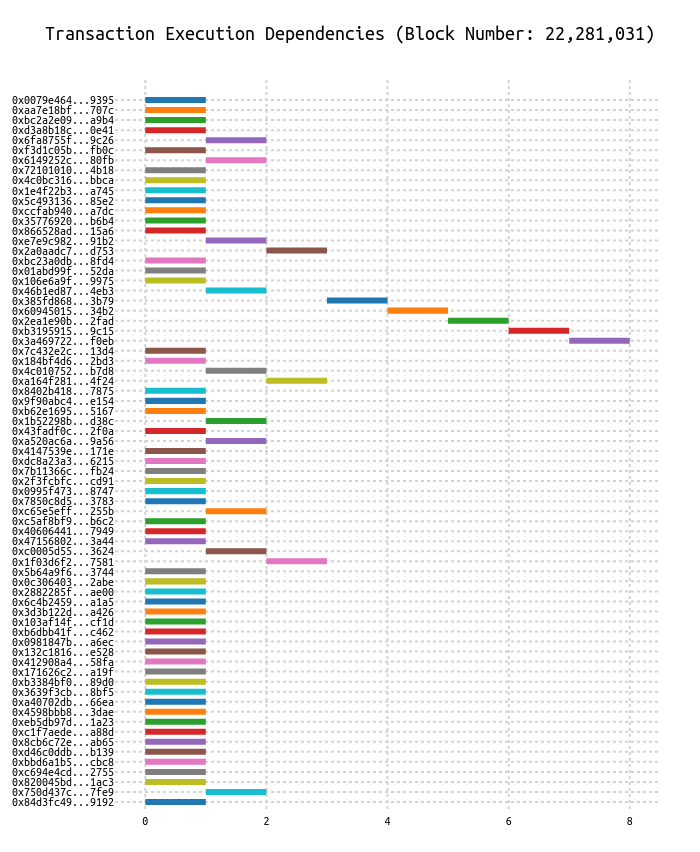 Transaction Execution Dependencies (Block Number: 22,281,031)
0x0079e464...9395
0xaa7e18bf...707c
0xbc2a2e09...a9b4
0xd3a8b18c...0e41
0x6fa8755f...9c26
0xf3d1c05b...fb0c
0x6149252c...80fb
0x72101010...4b18
0x4c0bc316...bbca
0x1e4f22b3...a745
0x5c493136...85e2
0xccfab940...a7dc
0x35776920...b6b4
0x866528ad...15a6
0xe7e9c982...91b2
0x2a0aadc7...d753
0xbc23a0db...8fd4
0x01abd99f...52da
0x106e6a9f...9975
0x46b1ed87...4eb3
0x385fd868...3b79
0x60945015...34b2
0x2ea1e90b...2fad
0xb3195915...9c15
0x3a469722...f0eb
0x7c432e2c...13d4
0x184bf4d6...2bd3
0x4c010752...b7d8
0xa164f281...4f24
0x8402b418...7875
0x9f90abc4...e154
0xb62e1695...5167
0x1b52298b...d38c
0x43fadf0c...2f0a
0xa520ac6a...9a56
0x4147539e...171e
0xdc8a23a3...6215
0x7b11366c...fb24
0x2f3fcbfc...cd91
0x0995f473...8747
0x7850c8d5...3783
0xc65e5eff...255b
0xc5af8bf9...b6c2
0x40606441...7949
0x47156802...3a44
0xc0005d55...3624
0x1f03d6f2...7581
0x5b64a9f6...3744
0x0c306403...2abe
0x2882285f...ae00
0x6c4b2459...a1a5
0x3d3b122d...a426
0x103af14f...cf1d
0xb6dbb41f...c462
0x0981847b...a6ec
0x132c1816...e528
0x412908a4...58fa
0x171626c2...a19f
0xb3384bf0...89d0
0x3639f3cb...8bf5
0xa40702db...66ea
0x4598bbb8...3dae
0xeb5db97d...1a23
0xc1f7aede...a88d
0x8cb6c72e...ab65
0xd46c0ddb...b139
0xbbd6a1b5...cbc8
0xc694e4cd...2755
0x820045bd...1ac3
0x750d437c...7fe9
0x84d3fc49...9192
0 2 4 6 8